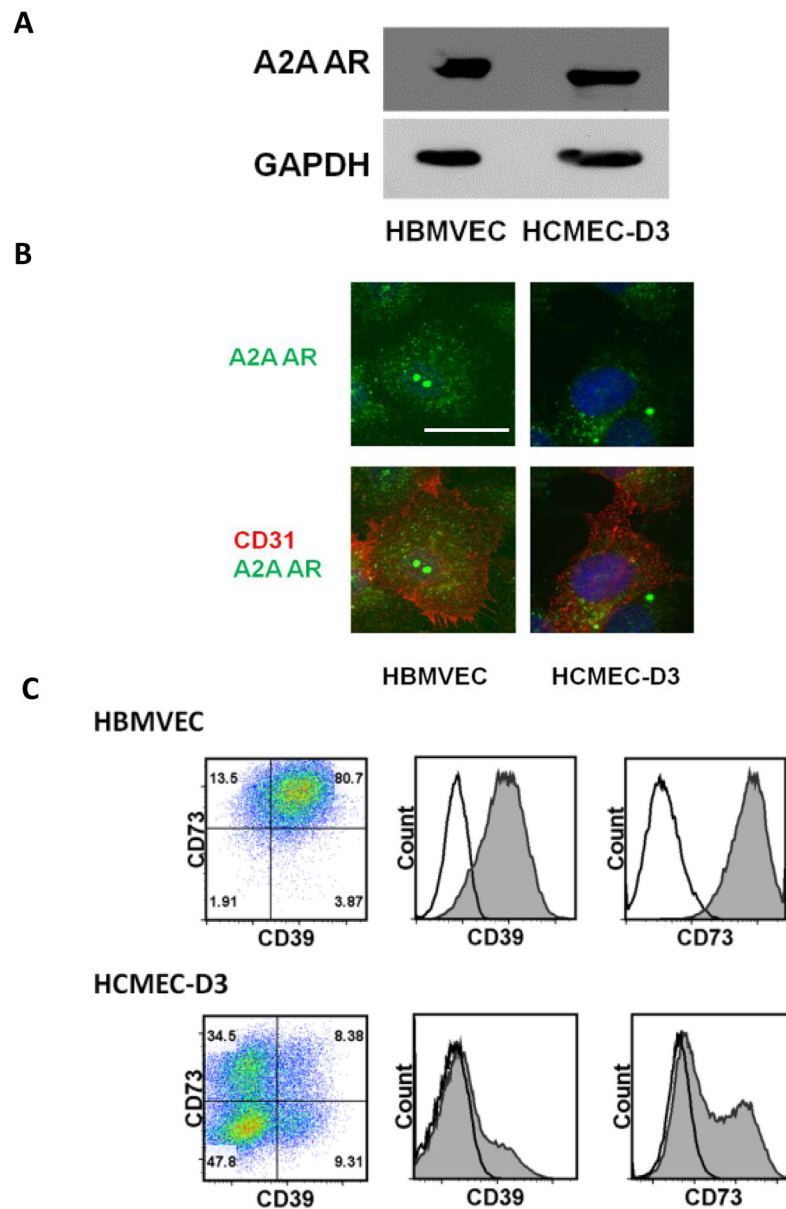 A
A2A AR
GAPDH
HBMVEC HCMEC-D3
B
A2A AR
CD31
A2A AR
HBMVEC HCMEC-D3
C
HBMVEC
13.5 80.7
CD73
1.91 3.87
CD39
Count
CD39
Count
CD73
HCMEC-D3
34.5 8.38
CD73
47.8 9.31
CD39
Count
CD39
Count
CD73